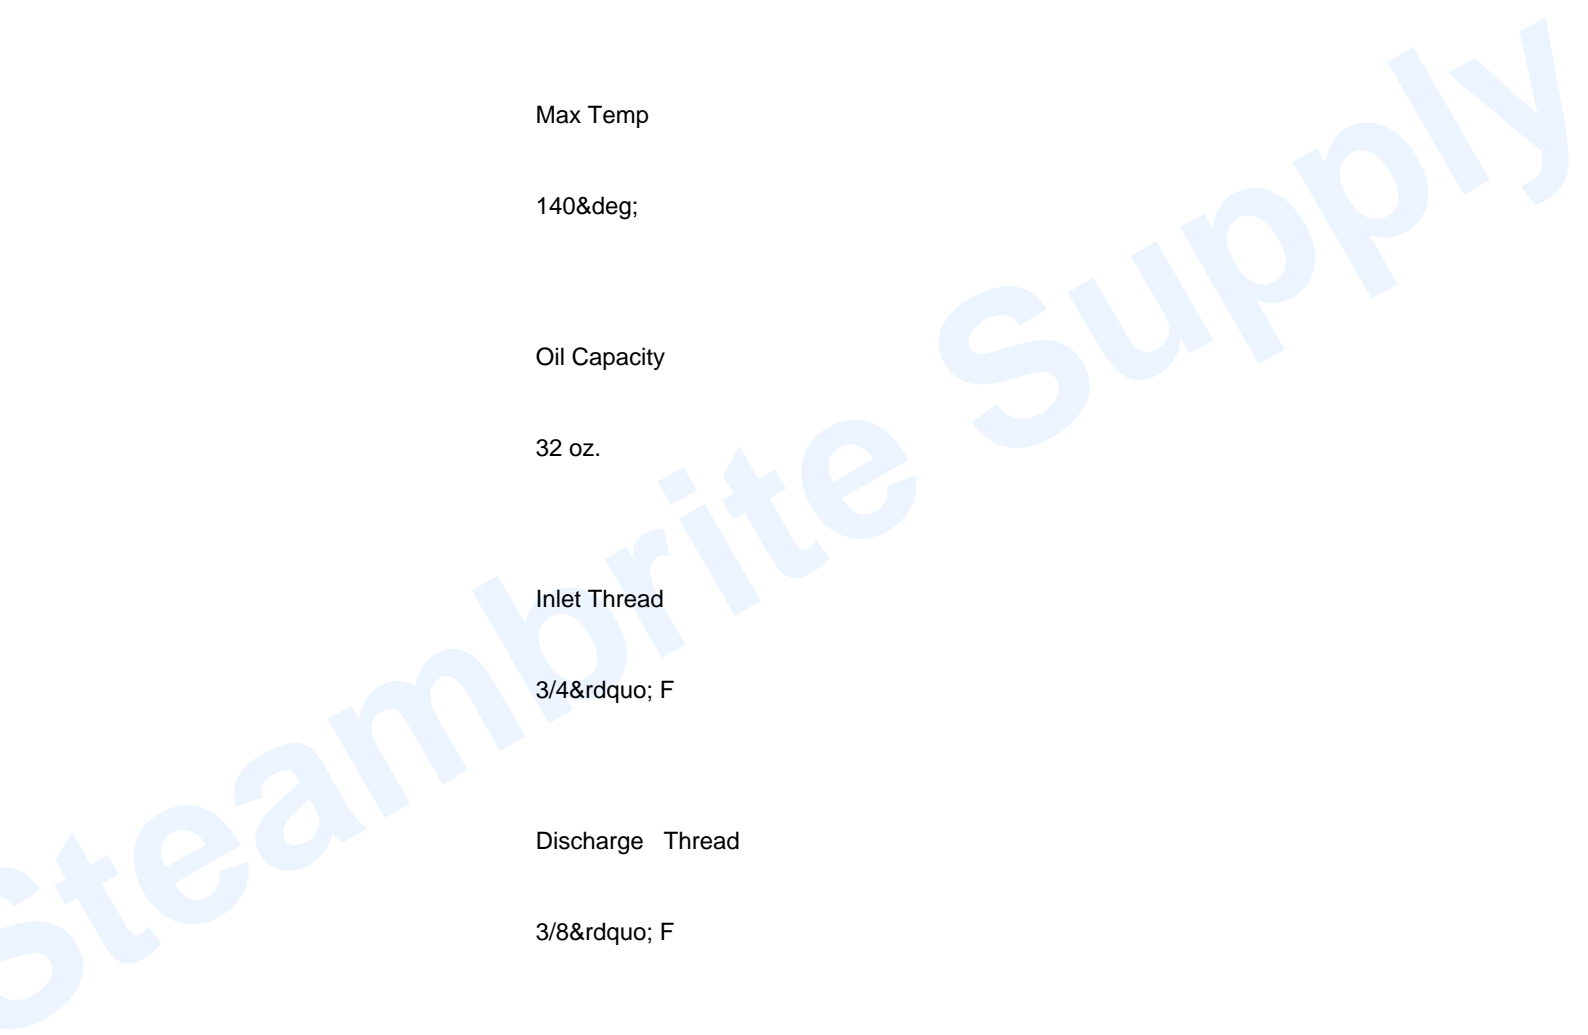 Max Temp
140&deg;
Oil Capacity
32 oz.
Inlet Thread
3/4&rdquo; F
Discharge   Thread
3/8&rdquo; F
Steambrite Supply